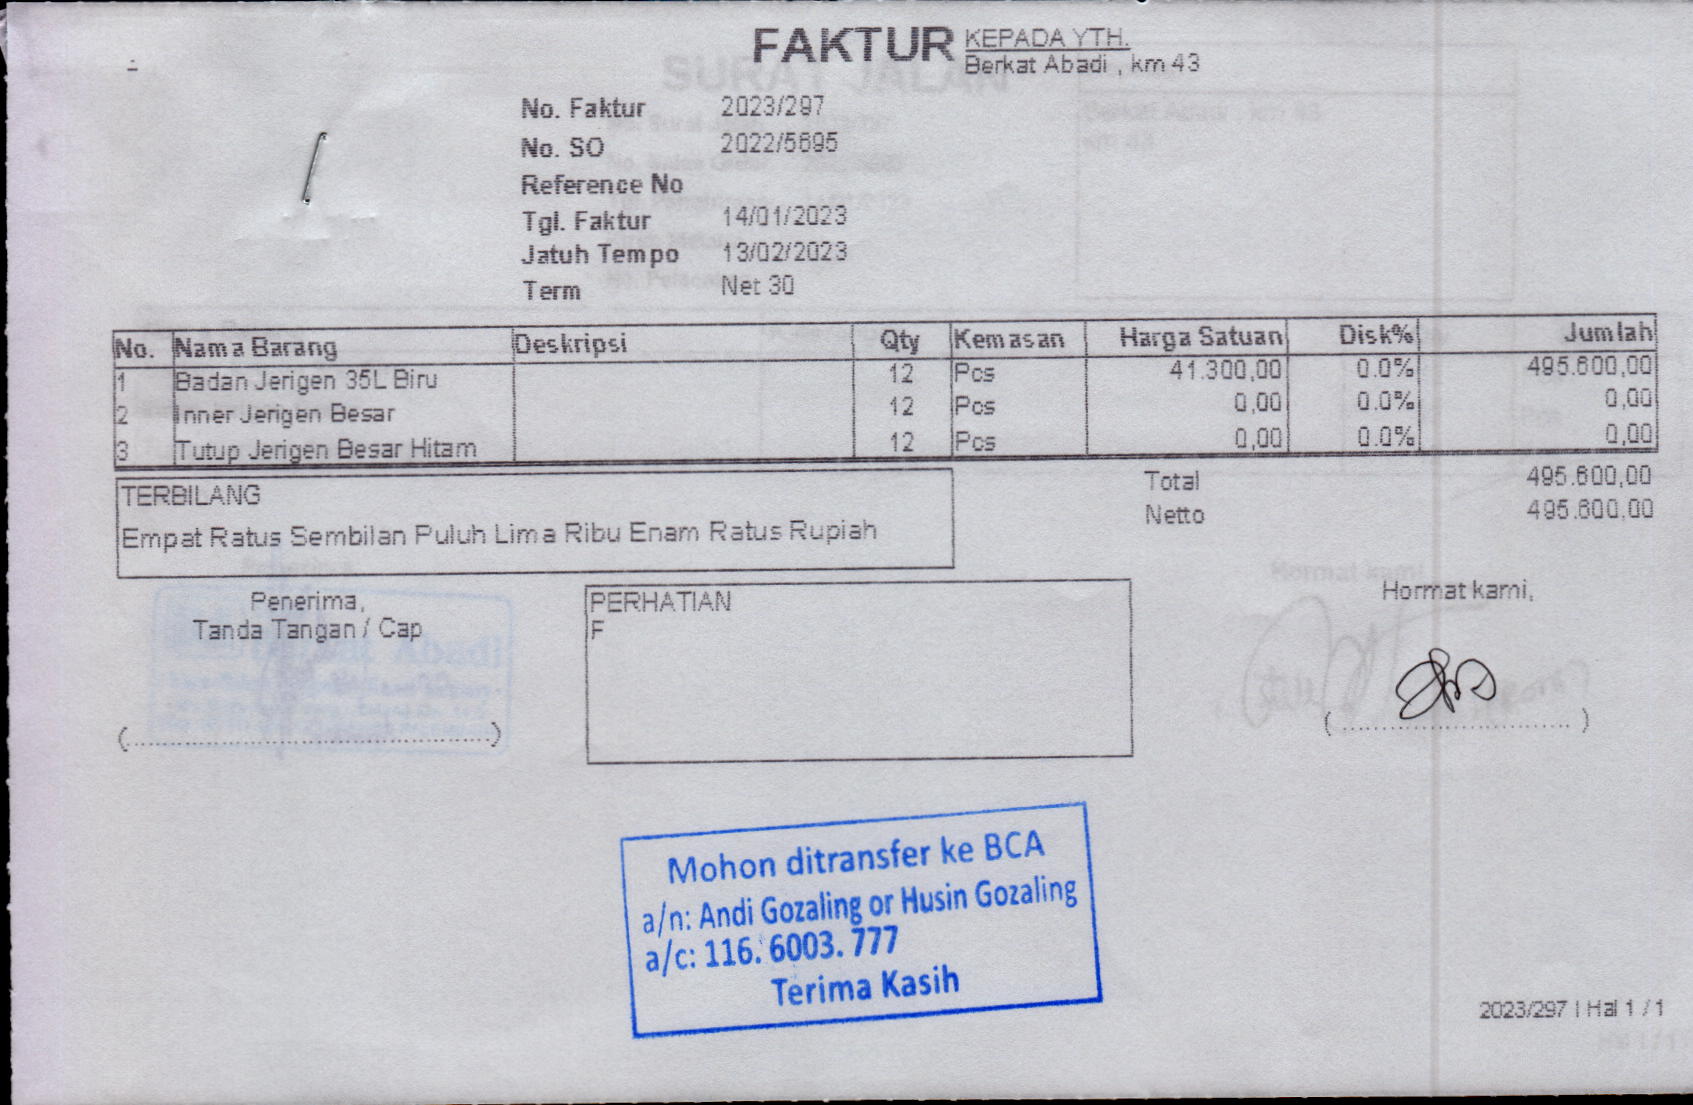 FAKTUR
KEPADA YTH.
Berkat Abadi , km 43
No. Faktur 2023/297
No. SO 2022/5695
Reference No
Tgl. Faktur 14/01/2023
Jatuh Tempo 13/02/2023
Term Net 30
No. Nama Barang Deskripsi Qty Kemasan Harga Satuan Disk% Jumlah
1 Badan Jerigen 35L Biru 12 Pcs 41.300,00 0.0% 495.600,00
2 Inner Jerigen Besar 12 Pcs 0,00 0.0% 0,00
3 Tutup Jerigen Besar Hitam 12 Pcs 0,00 0.0% 0,00
Total 495.600,00
Netto 495.600,00
TERBILANG
Empat Ratus Sembilan Puluh Lima Ribu Enam Ratus Rupiah
Penerima,
Tanda Tangan / Cap
(..................................................)
PERHATIAN
F
Hormat kami,
(.................................)
Mohon ditransfer ke BCA
a/n: Andi Gozaling or Husin Gozaling
a/c: 116. 6003. 777
Terima Kasih
2023/297 | Hal 1 / 1